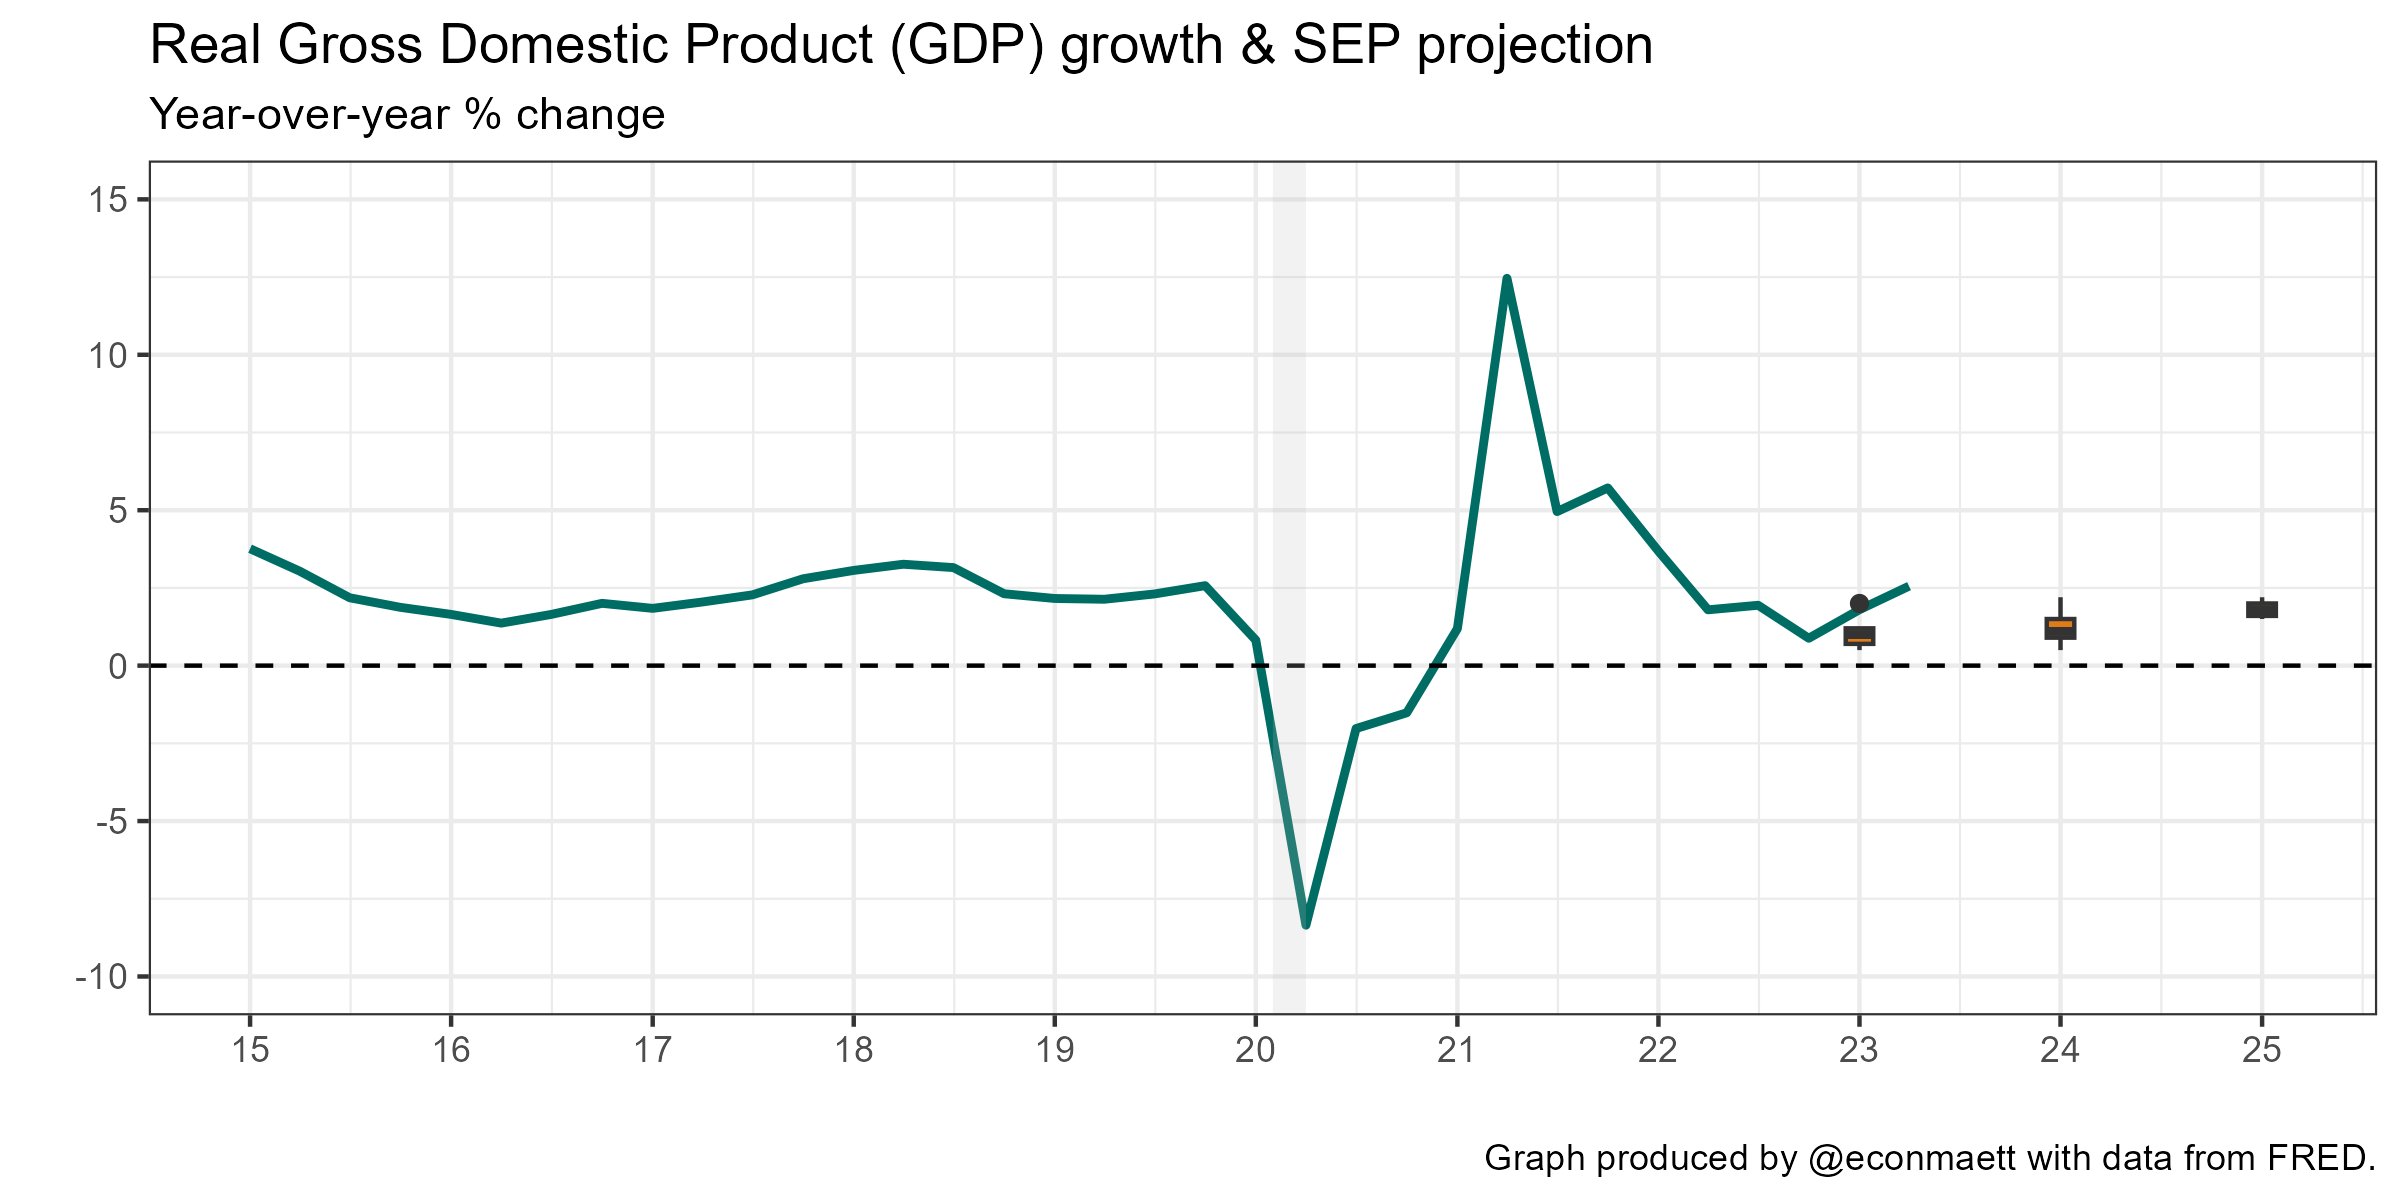 Real Gross Domestic Product (GDP) growth & SEP projection
Year-over-year % change
15
10
5
0
-5
-10
15 16 17 18 19 20 21 22 23 24 25
Graph produced by @econmaett with data from FRED.